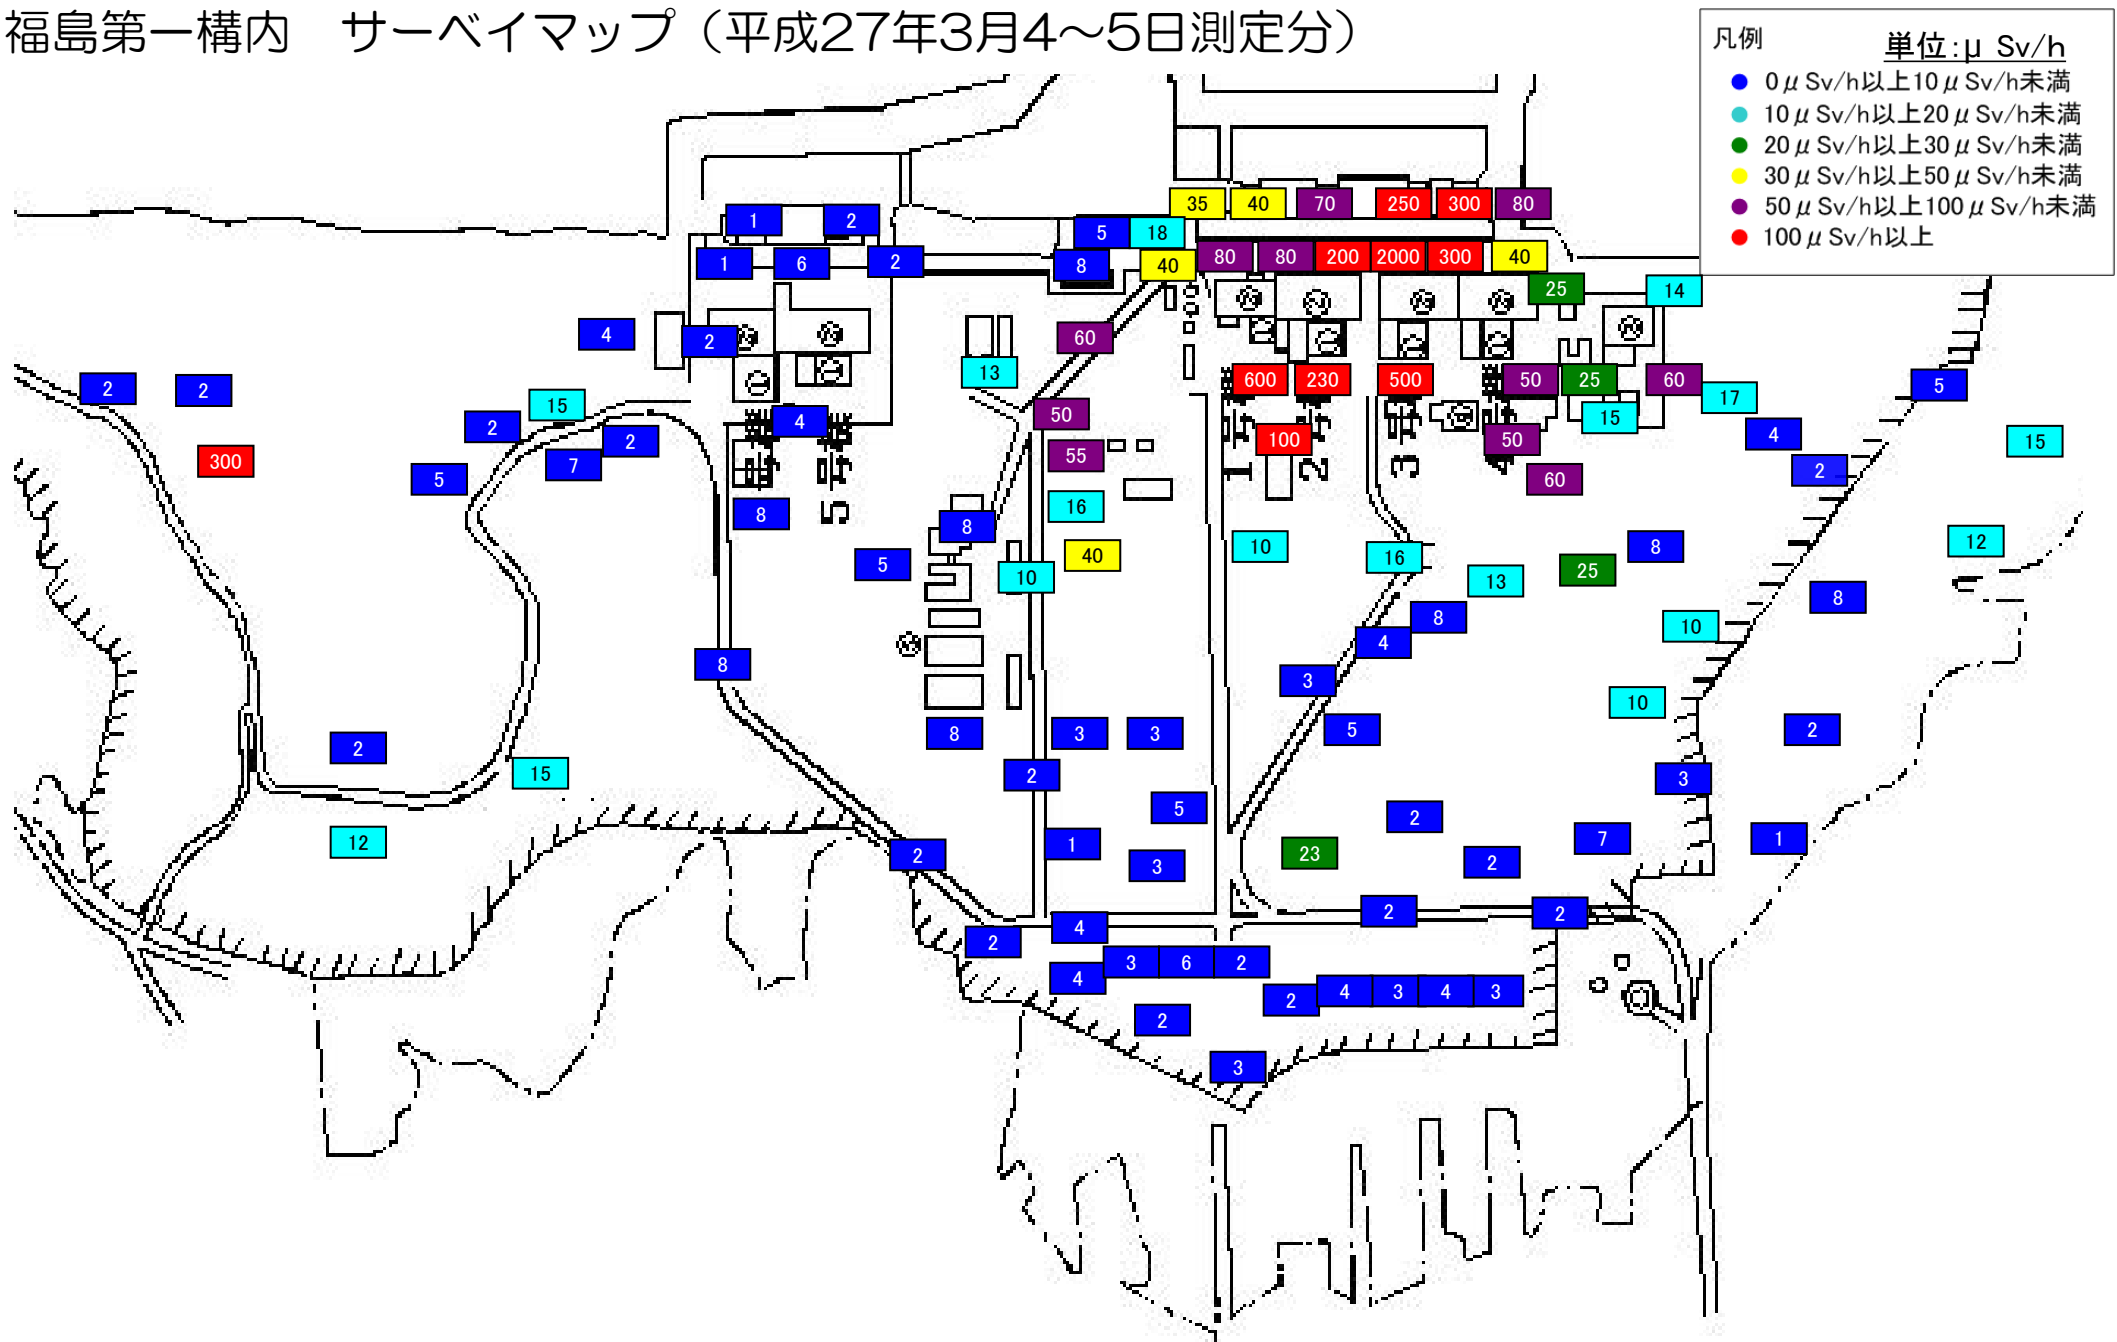 福島第一構内 サーベイマップ（平成27年3月4～5日測定分）
凡例
単位:μ Sv/h
0μSv/h以上10μSv/h未満
10μSv/h以上20μSv/h未満
20μSv/h以上30μSv/h未満
30μSv/h以上50μSv/h未満
50μSv/h以上100μSv/h未満
100μSv/h以上
35 40 70 250 300 80
1 2 5 18
1 6 2 8 40 80 80 200 2000 300 40
25 14
4 2 60
13 600 230 500 50 25 60
2 2 5
15 17
4 50 15
2 2 100 50 4 15
300 7 55
5 2
60
8 16
8
10 8 12
5 40 16
10 13 25
8 8
10
4
8
3
10
2 8 3 3 5 2
15 2 3
5 2
12 1 7 1
2 3 23 2
4 2 2
2
3 6 2
4 2 4 3 4 3
2
3
1号
2号
3号
4
5号